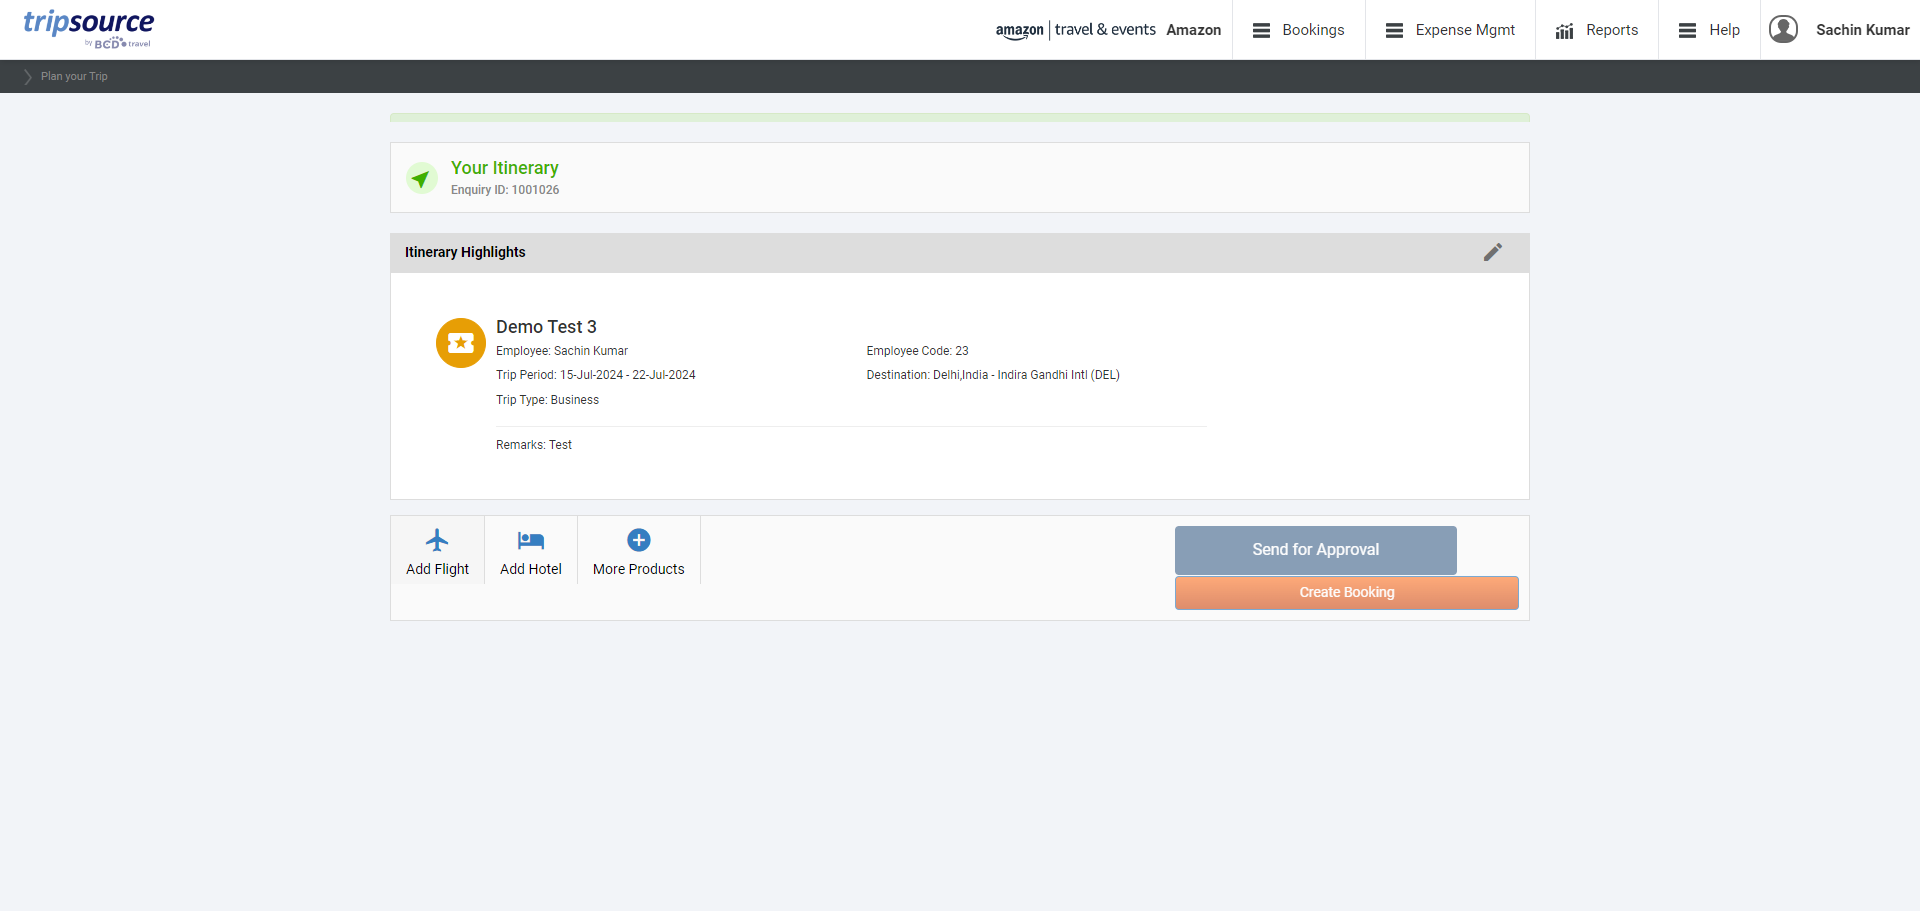 tripsource
by BCD travel
amazon | travel & events Amazon
Bookings
Expense Mgmt
Reports
Help
Sachin Kumar
Plan your Trip
Your Itinerary
Enquiry ID: 1001026
Itinerary Highlights
Demo Test 3
Employee: Sachin Kumar
Employee Code: 23
Trip Period: 15-Jul-2024 - 22-Jul-2024
Destination: Delhi,India - Indira Gandhi Intl (DEL)
Trip Type: Business
Remarks: Test
Add Flight
Add Hotel
More Products
Send for Approval
Create Booking